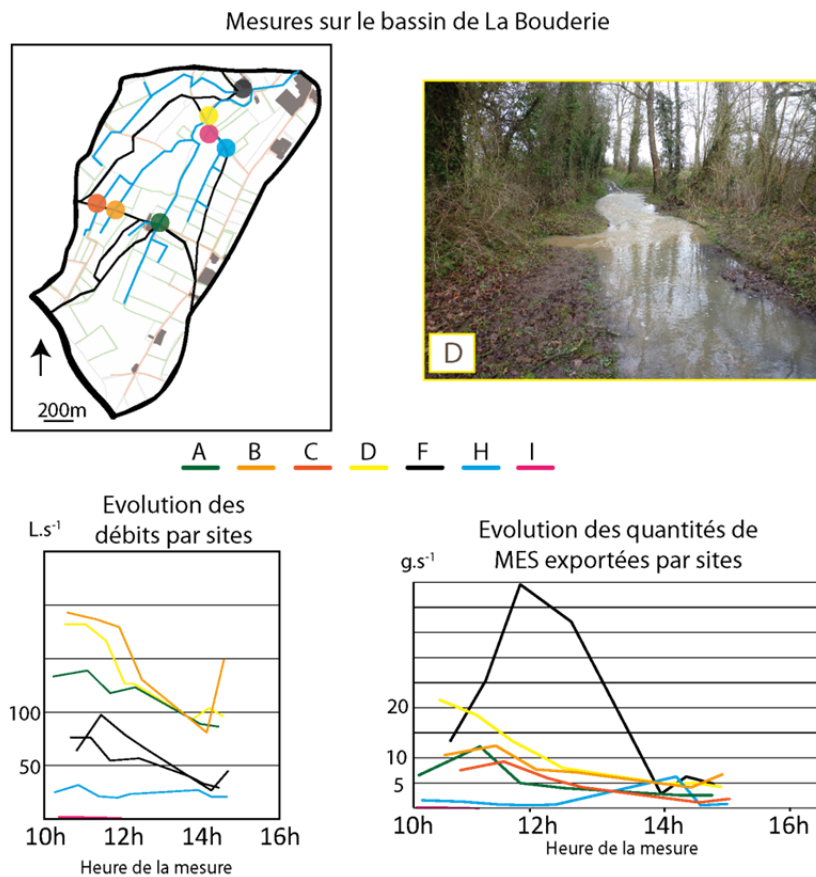 Mesures sur le bassin de La Bouderie
200m
D
A B C D F H I
Evolution des
débits par sites
L.s⁻¹
100
50
10h 12h 14h 16h
Heure de la mesure
Evolution des quantités de
MES exportées par sites
g.s⁻¹
20
10
5
10h 12h 14h 16h
Heure de la mesure